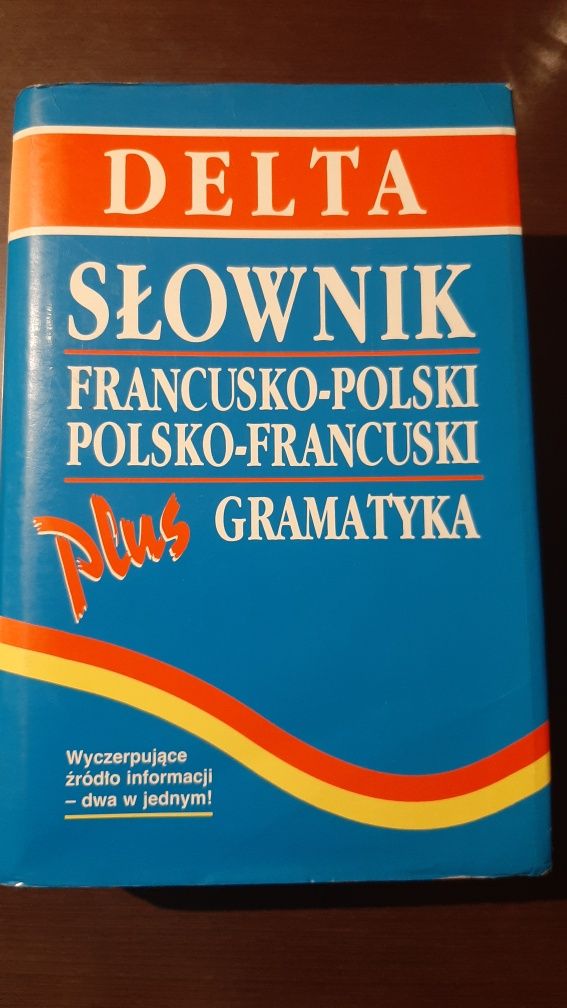 DELTA
SŁOWNIK
FRANCUSKO-POLSKI
POLSKO-FRANCUSKI
plus GRAMATYKA
Wyczerpujące
źródło informacji
– dwa w jednym!